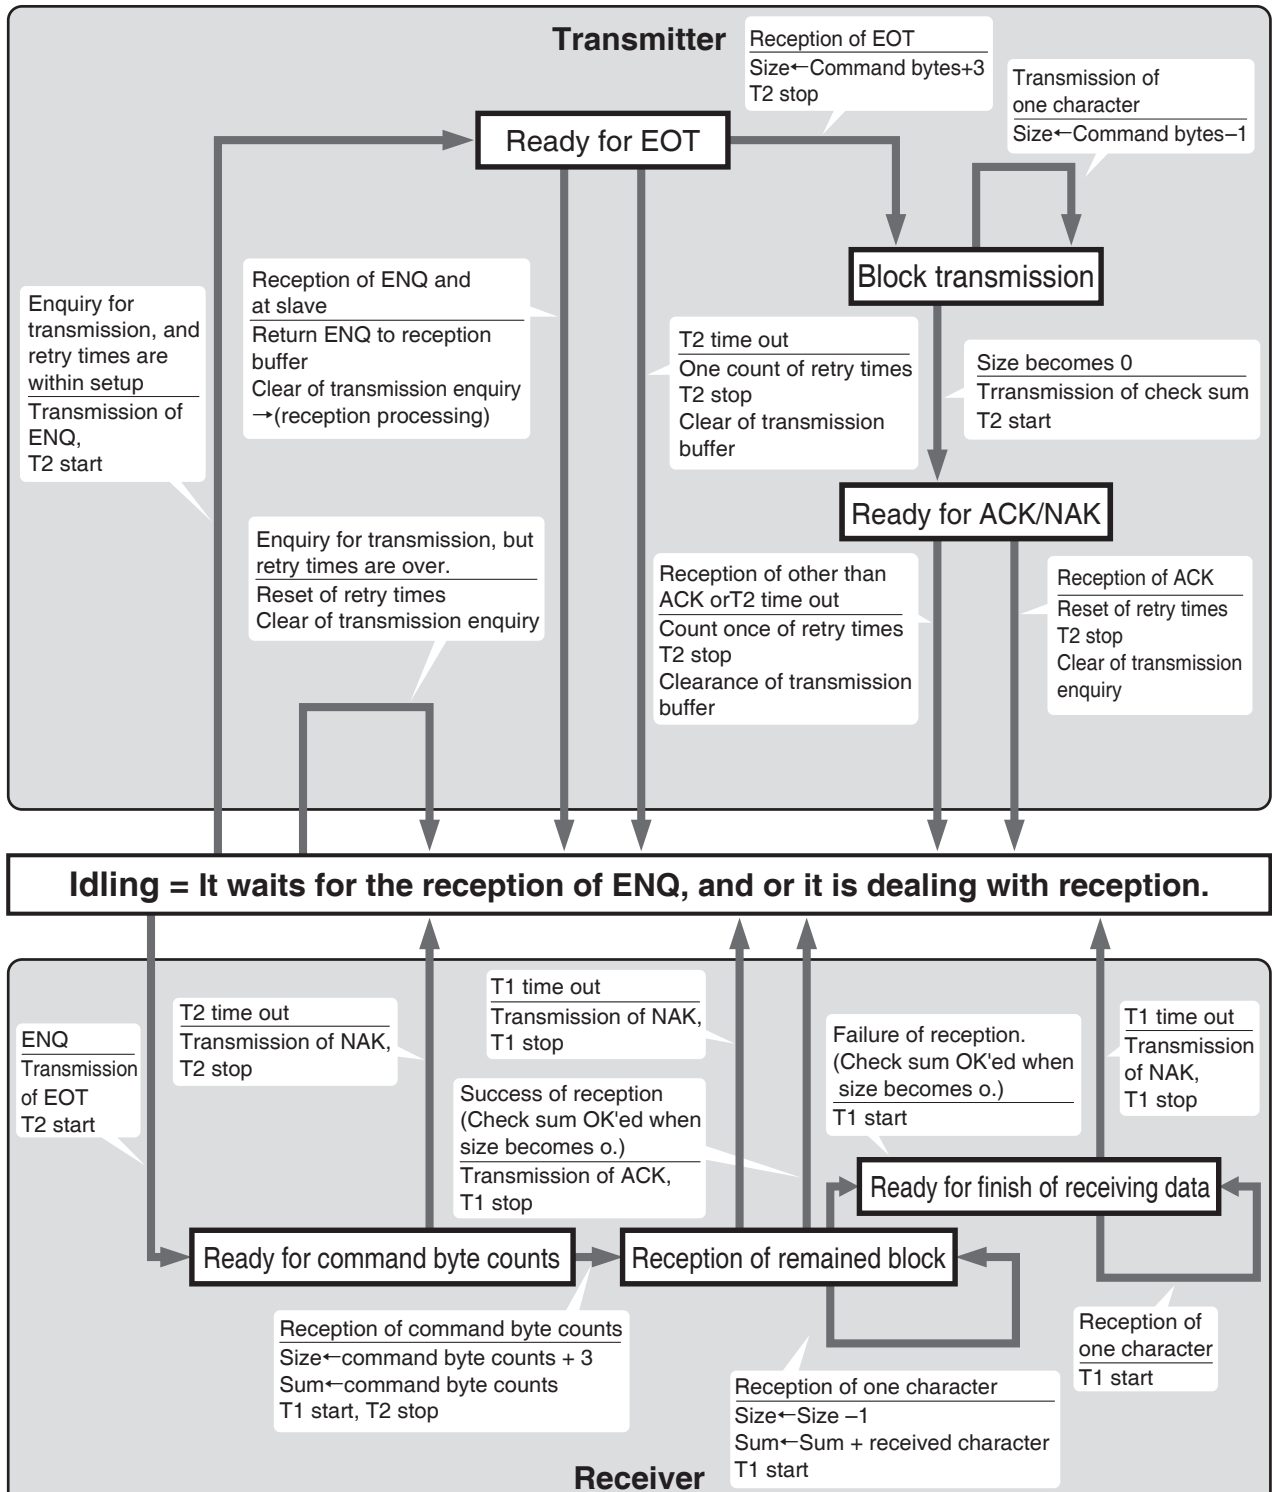 Transmitter
Reception of EOT
Size←Command bytes+3
T2 stop
Transmission of
one character
Size←Command bytes–1
Ready for EOT
Block transmission
Enquiry for
transmission, and
retry times are
within setup
Transmission of
ENQ,
T2 start
Reception of ENQ and
at slave
Return ENQ to reception
buffer
Clear of transmission enquiry
→(reception processing)
T2 time out
One count of retry times
T2 stop
Clear of transmission
buffer
Size becomes 0
Trransmission of check sum
T2 start
Ready for ACK/NAK
Enquiry for transmission, but
retry times are over.
Reset of retry times
Clear of transmission enquiry
Reception of other than
ACK orT2 time out
Count once of retry times
T2 stop
Clearance of transmission
buffer
Reception of ACK
Reset of retry times
T2 stop
Clear of transmission
enquiry
Idling = It waits for the reception of ENQ, and or it is dealing with reception.
ENQ
Transmission
of EOT
T2 start
T2 time out
Transmission of NAK,
T2 stop
T1 time out
Transmission of NAK,
T1 stop
Success of reception
(Check sum OK'ed when
size becomes o.)
Transmission of ACK,
T1 stop
Failure of reception.
(Check sum OK'ed when
size becomes o.)
T1 start
T1 time out
Transmission
of NAK,
T1 stop
Ready for finish of receiving data
Ready for command byte counts
Reception of remained block
Reception of command byte counts
Size←command byte counts + 3
Sum←command byte counts
T1 start, T2 stop
Reception of one character
Size←Size –1
Sum←Sum + received character
T1 start
Reception of
one character
T1 start
Receiver